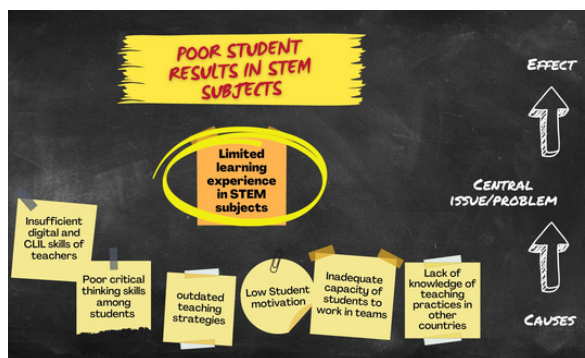 POOR STUDENT
RESULTS IN STEM
SUBJECTS
EFFECT
Limited
learning
experience
in STEM
subjects
CENTRAL
ISSUE/PROBLEM
Insufficient
digital and
CLIL skills of
teachers
Poor critical
thinking skills
among
students
outdated
teaching
strategies
Low Student
motivation
Inadequate
capacity of
students to
work in teams
Lack of
knowledge of
teaching
practices in
other
countries
CAUSES